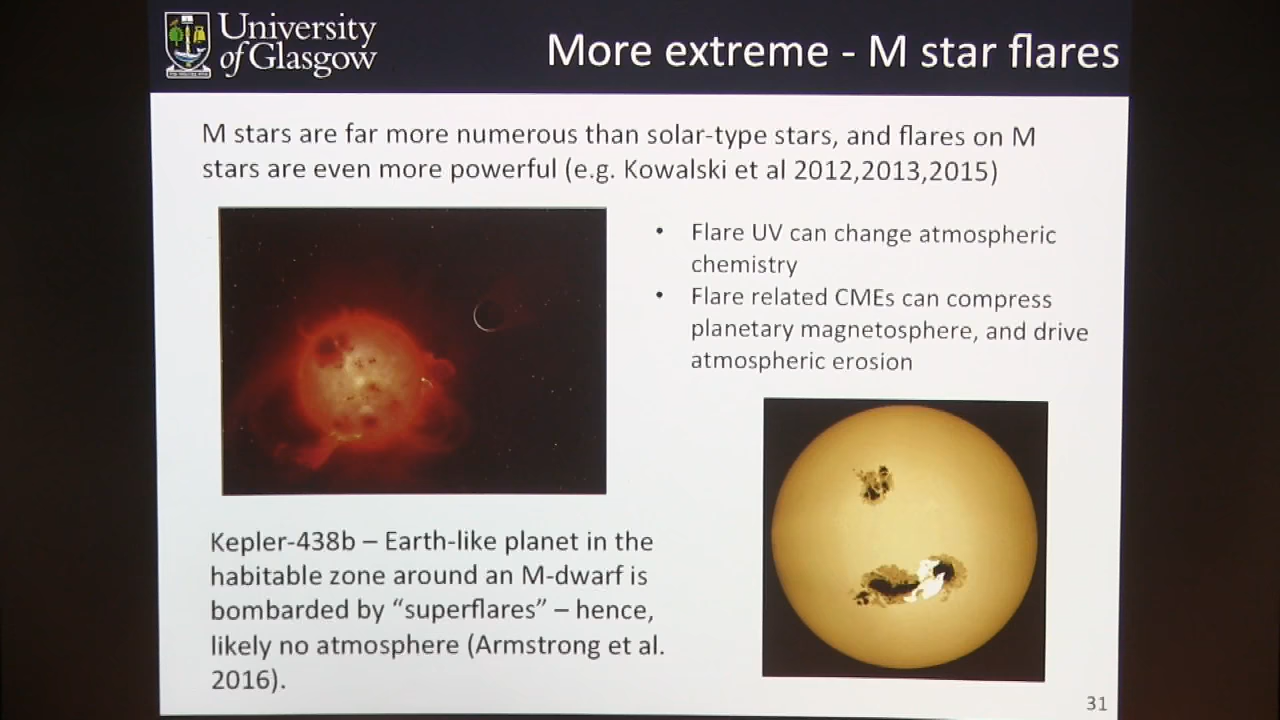 University
of Glasgow
More extreme - M star flares
M stars are far more numerous than solar-type stars, and flares on M
stars are even more powerful (e.g. Kowalski et al 2012,2013,2015)
• Flare UV can change atmospheric
chemistry
• Flare related CMEs can compress
planetary magnetosphere, and drive
atmospheric erosion
Kepler-438b – Earth-like planet in the
habitable zone around an M-dwarf is
bombarded by “superflares” – hence,
likely no atmosphere (Armstrong et al.
2016).
31